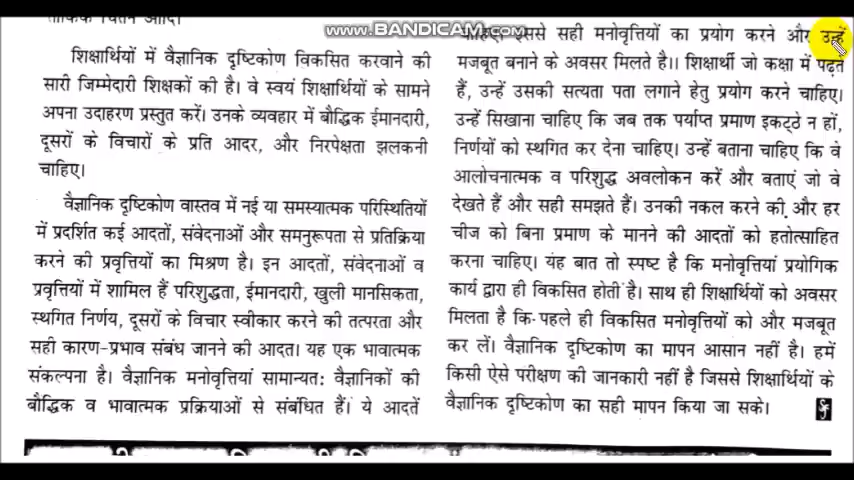 तार्किक चिंतन आदि।
शिक्षार्थियों में वैज्ञानिक दृष्टिकोण विकसित करवाने की
सारी जिम्मेदारी शिक्षकों की है। वे स्वयं शिक्षार्थियों के सामने
अपना उदाहरण प्रस्तुत करें। उनके व्यवहार में बौद्धिक ईमानदारी,
दूसरों के विचारों के प्रति आदर, और निरपेक्षता झलकनी
चाहिए।
वैज्ञानिक दृष्टिकोण वास्तव में नई या समस्यात्मक परिस्थितियों
में प्रदर्शित कई आदतों, संवेदनाओं और समनुरूपता से प्रतिक्रिया
करने की प्रवृत्तियों का मिश्रण है। इन आदतों, संवेदनाओं व
प्रवृत्तियों में शामिल हैं परिशुद्धता, ईमानदारी, खुली मानसिकता,
स्थगित निर्णय, दूसरों के विचार स्वीकार करने की तत्परता और
सही कारण-प्रभाव संबंध जानने की आदत। यह एक भावात्मक
संकल्पना है। वैज्ञानिक मनोवृत्तियां सामान्यत: वैज्ञानिकों की
बौद्धिक व भावात्मक प्रक्रियाओं से संबंधित हैं। ये आदतें
www.BANDICAM.com
चाहिए। इससे सही मनोवृत्तियों का प्रयोग करने और उन्हें
मजबूत बनाने के अवसर मिलते है।। शिक्षार्थी जो कक्षा में पढ़ते
हैं, उन्हें उसकी सत्यता पता लगाने हेतु प्रयोग करने चाहिए।
उन्हें सिखाना चाहिए कि जब तक पर्याप्त प्रमाण इकट्ठे न हों,
निर्णयों को स्थगित कर देना चाहिए। उन्हें बताना चाहिए कि वे
आलोचनात्मक व परिशुद्ध अवलोकन करें और बताएं जो वे
देखते हैं और सही समझते हैं। उनकी नकल करने की, और हर
चीज को बिना प्रमाण के मानने की आदतों को हतोत्साहित
करना चाहिए। यंह बात तो स्पष्ट है कि मनोवृत्तियां प्रयोगिक
कार्य द्वारा ही विकसित होती है। साथ ही शिक्षार्थियों को अवसर
मिलता है कि- पहले ही विकसित मनोवृत्तियों को और मजबूत
कर लें। वैज्ञानिक दृष्टिकोण का मापन आसान नहीं है। हमें
किसी ऐसे परीक्षण की जानकारी नहीं है जिससे शिक्षार्थियों के
वैज्ञानिक दृष्टिकोण का सही मापन किया जा सके।